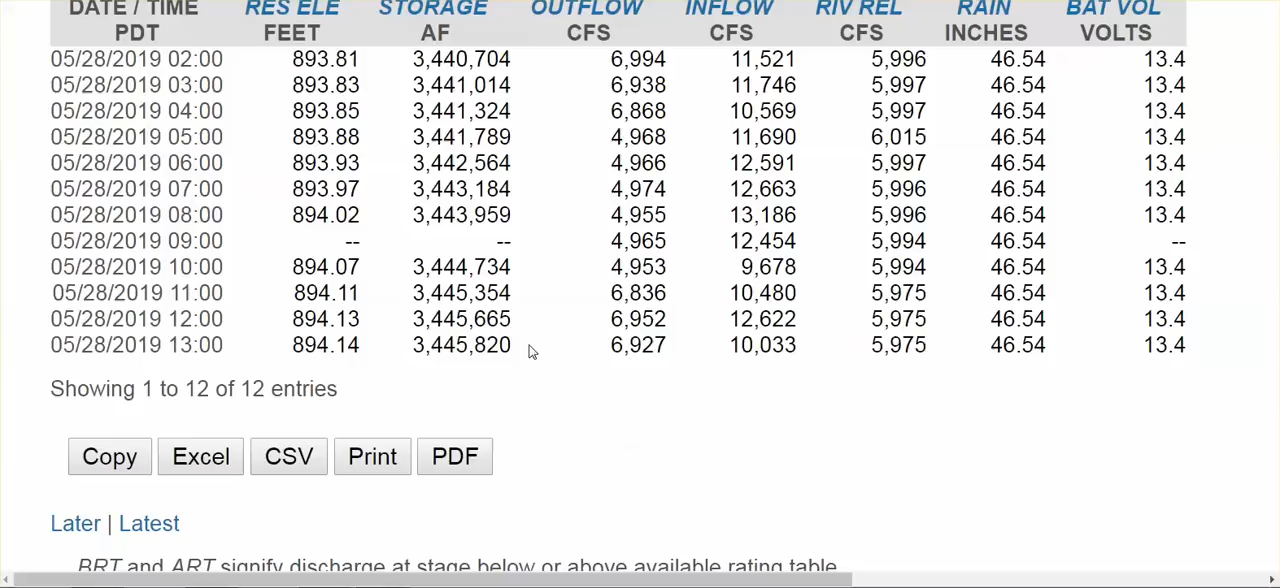 DATE / TIME RES ELE STORAGE OUTFLOW INFLOW RIV REL RAIN BAT VOL
PDT FEET AF CFS CFS CFS INCHES VOLTS
05/28/2019 02:00 893.81 3,440,704 6,994 11,521 5,996 46.54 13.4
05/28/2019 03:00 893.83 3,441,014 6,938 11,746 5,997 46.54 13.4
05/28/2019 04:00 893.85 3,441,324 6,868 10,569 5,997 46.54 13.4
05/28/2019 05:00 893.88 3,441,789 4,968 11,690 6,015 46.54 13.4
05/28/2019 06:00 893.93 3,442,564 4,966 12,591 5,997 46.54 13.4
05/28/2019 07:00 893.97 3,443,184 4,974 12,663 5,996 46.54 13.4
05/28/2019 08:00 894.02 3,443,959 4,955 13,186 5,996 46.54 13.4
05/28/2019 09:00 -- -- 4,965 12,454 5,994 46.54 --
05/28/2019 10:00 894.07 3,444,734 4,953 9,678 5,994 46.54 13.4
05/28/2019 11:00 894.11 3,445,354 6,836 10,480 5,975 46.54 13.4
05/28/2019 12:00 894.13 3,445,665 6,952 12,622 5,975 46.54 13.4
05/28/2019 13:00 894.14 3,445,820 6,927 10,033 5,975 46.54 13.4
Showing 1 to 12 of 12 entries
Copy Excel CSV Print PDF
Later | Latest
BRT and ART signify discharge at stage below or above available rating table